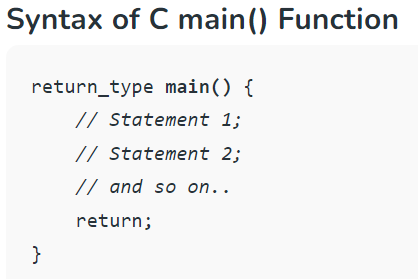 Syntax of C main() Function
return_type main() {
    // Statement 1;
    // Statement 2;
    // and so on..
    return;
}